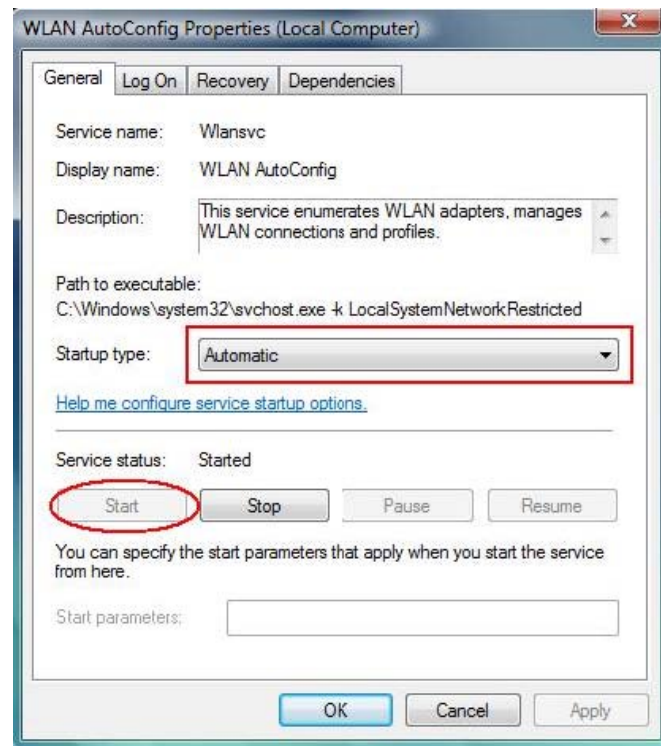 WLAN AutoConfig Properties (Local Computer)
General Log On Recovery Dependencies
Service name: Wlansvc
Display name: WLAN AutoConfig
Description: This service enumerates WLAN adapters, manages
WLAN connections and profiles.
Path to executable:
C:\Windows\system32\svchost.exe -k LocalSystemNetworkRestricted
Startup type: Automatic
Help me configure service startup options.
Service status: Started
Start Stop Pause Resume
You can specify the start parameters that apply when you start the service
from here.
Start parameters:
OK Cancel Apply